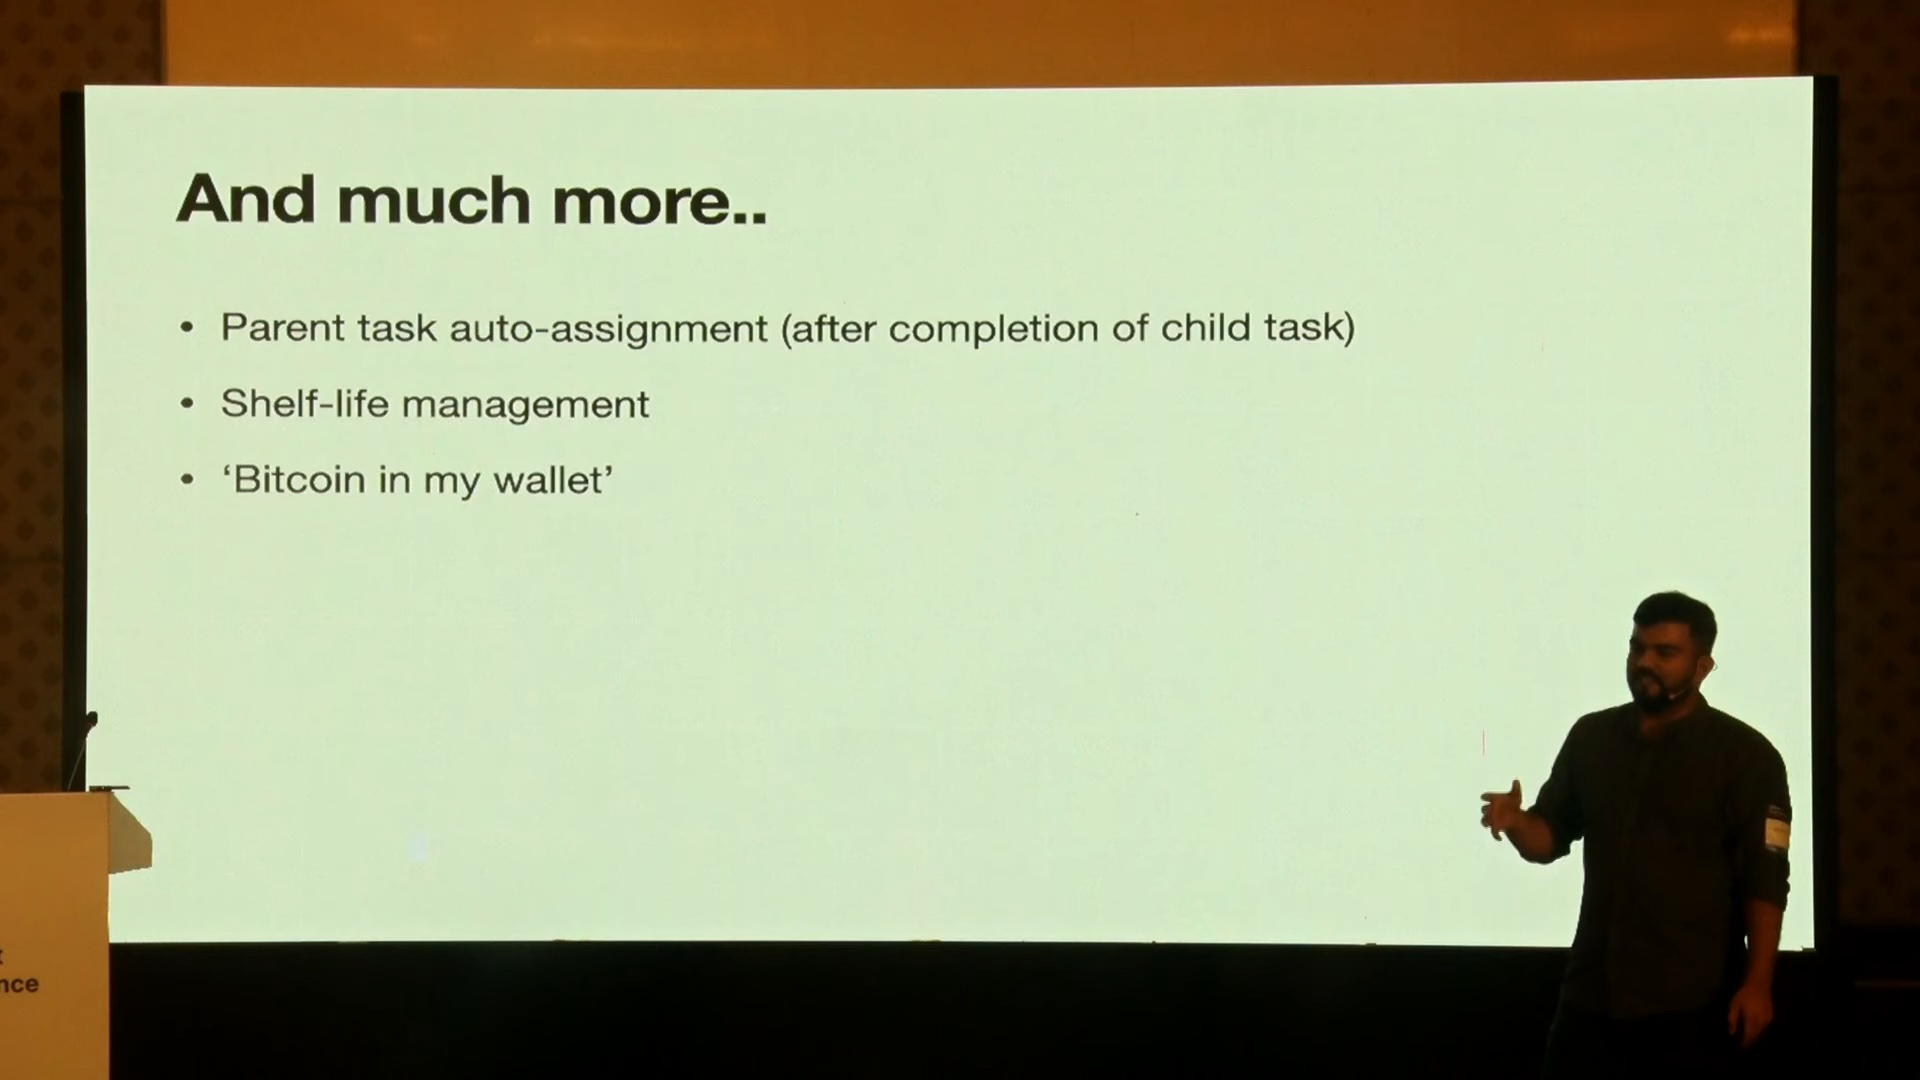 And much more..
• Parent task auto-assignment (after completion of child task)
• Shelf-life management
• ‘Bitcoin in my wallet’
nce